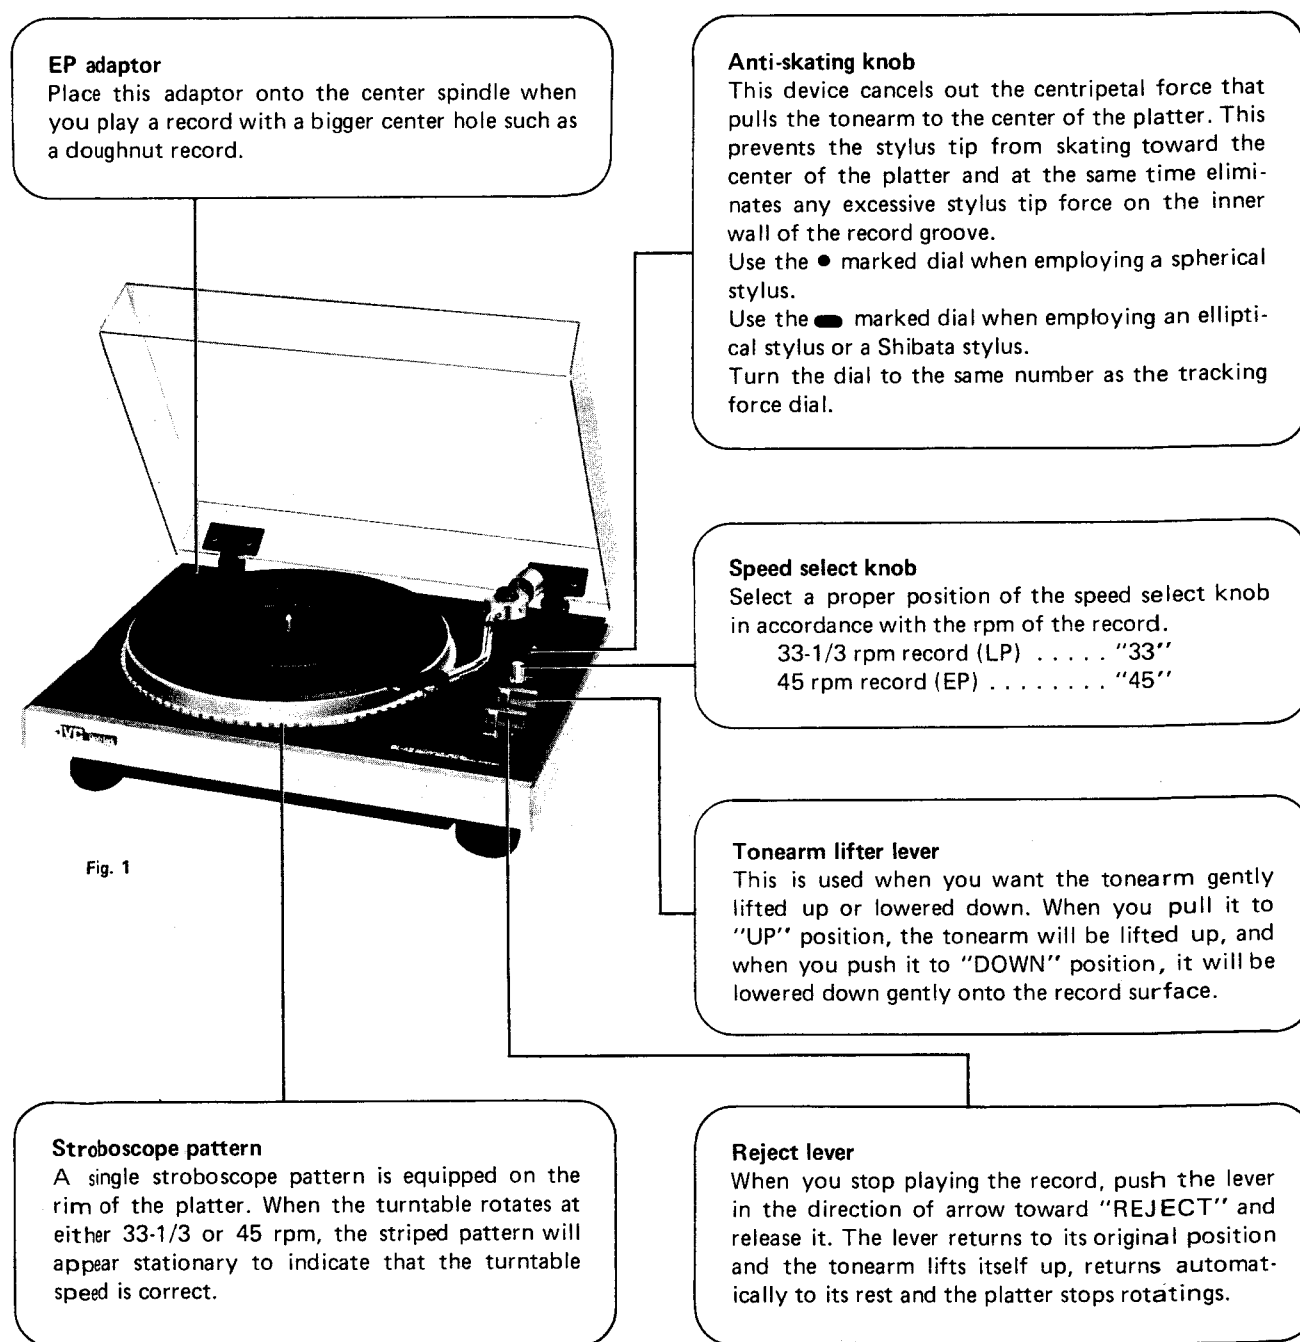 EP adaptor
Place this adaptor onto the center spindle when
you play a record with a bigger center hole such as
a doughnut record.
Anti-skating knob
This device cancels out the centripetal force that
pulls the tonearm to the center of the platter. This
prevents the stylus tip from skating toward the
center of the platter and at the same time elimi-
nates any excessive stylus tip force on the inner
wall of the record groove.
Use the ● marked dial when employing a spherical
stylus.
Use the marked dial when employing an ellipti-
cal stylus or a Shibata stylus.
Turn the dial to the same number as the tracking
force dial.
Speed select knob
Select a proper position of the speed select knob
in accordance with the rpm of the record.
33-1/3 rpm record (LP) ..... "33"
45 rpm record (EP) ........ "45"
JVC
Fig. 1
Tonearm lifter lever
This is used when you want the tonearm gently
lifted up or lowered down. When you pull it to
"UP" position, the tonearm will be lifted up, and
when you push it to "DOWN" position, it will be
lowered down gently onto the record surface.
Stroboscope pattern
A single stroboscope pattern is equipped on the
rim of the platter. When the turntable rotates at
either 33-1/3 or 45 rpm, the striped pattern will
appear stationary to indicate that the turntable
speed is correct.
Reject lever
When you stop playing the record, push the lever
in the direction of arrow toward "REJECT" and
release it. The lever returns to its original position
and the tonearm lifts itself up, returns automat-
ically to its rest and the platter stops rotatings.